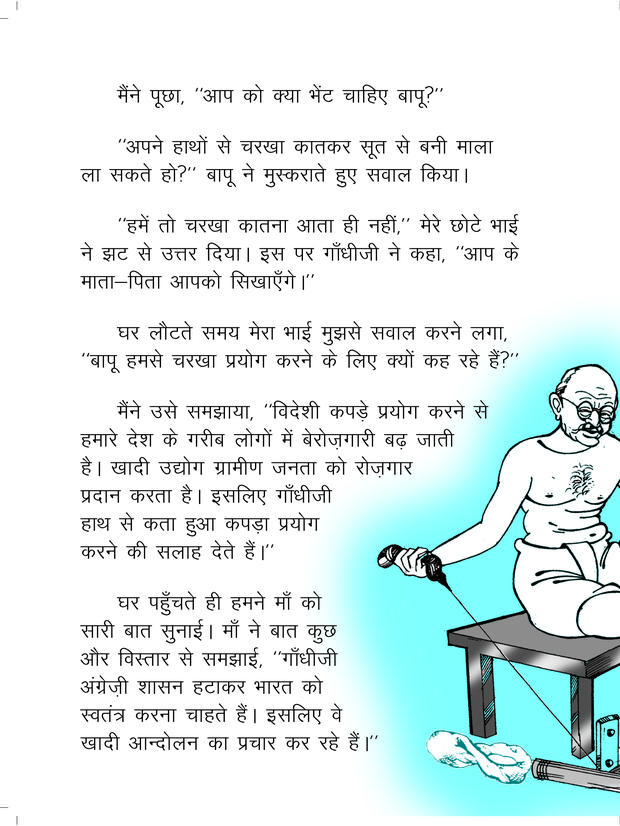 मैंने पूछा, ''आप को क्या भेंट चाहिए बापू?''
''अपने हाथों से चरखा कातकर सूत से बनी माला
ला सकते हो?'' बापू ने मुस्कराते हुए सवाल किया।
''हमें तो चरखा कातना आता ही नहीं,'' मेरे छोटे भाई
ने झट से उत्तर दिया। इस पर गाँधीजी ने कहा, ''आप के
माता–पिता आपको सिखाएँगे।''
घर लौटते समय मेरा भाई मुझसे सवाल करने लगा,
''बापू हमसे चरखा प्रयोग करने के लिए क्यों कह रहे हैं?''
मैंने उसे समझाया, ''विदेशी कपड़े प्रयोग करने से
हमारे देश के गरीब लोगों में बेरोज़गारी बढ़ जाती
है। खादी उद्योग ग्रामीण जनता को रोज़गार
प्रदान करता है। इसलिए गाँधीजी
हाथ से कता हुआ कपड़ा प्रयोग
करने की सलाह देते हैं।''
घर पहुँचते ही हमने माँ को
सारी बात सुनाई। माँ ने बात कुछ
और विस्तार से समझाई, ''गाँधीजी
अंग्रेज़ी शासन हटाकर भारत को
स्वतंत्र करना चाहते हैं। इसलिए वे
खादी आन्दोलन का प्रचार कर रहे हैं।''